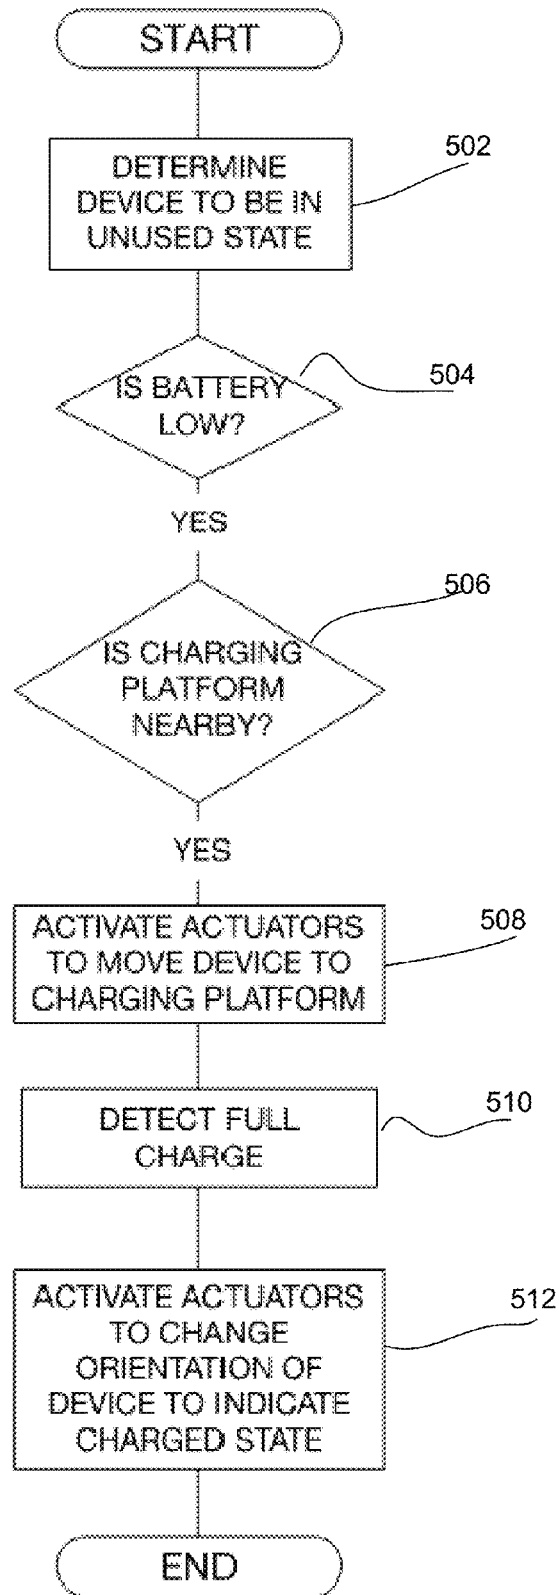 START
DETERMINE
DEVICE TO BE IN
UNUSED STATE
502
IS BATTERY
LOW?
504
YES
IS CHARGING
PLATFORM
NEARBY?
506
YES
ACTIVATE ACTUATORS
TO MOVE DEVICE TO
CHARGING PLATFORM
508
DETECT FULL
CHARGE
510
ACTIVATE ACTUATORS
TO CHANGE
ORIENTATION OF
DEVICE TO INDICATE
CHARGED STATE
512
END